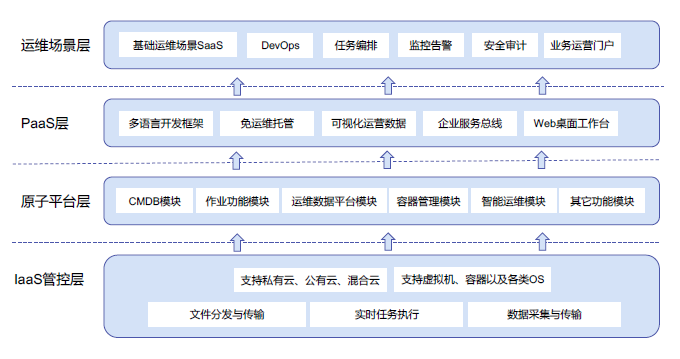 运维场景层
基础运维场景SaaS
DevOps
任务编排
监控告警
安全审计
业务运营门户
PaaS层
多语言开发框架
免运维托管
可视化运营数据
企业服务总线
Web桌面工作台
原子平台层
CMDB模块
作业功能模块
运维数据平台模块
容器管理模块
智能运维模块
其它功能模块
IaaS管控层
支持私有云、公有云、混合云
支持虚拟机、容器以及各类OS
文件分发与传输
实时任务执行
数据采集与传输